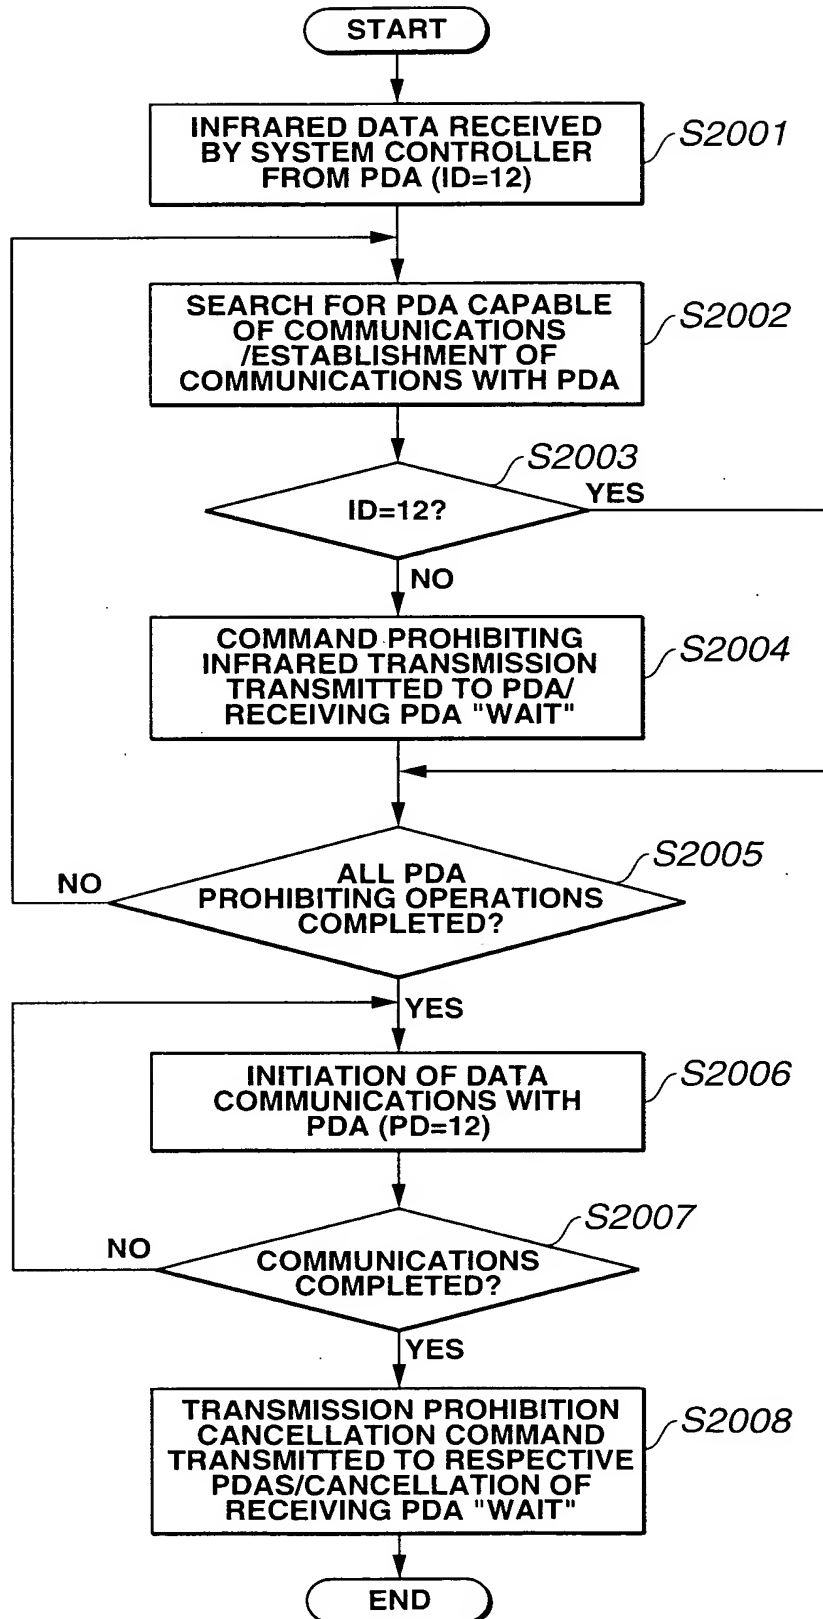 START
INFRARED DATA RECEIVED
BY SYSTEM CONTROLLER
FROM PDA (ID=12)
S2001
SEARCH FOR PDA CAPABLE
OF COMMUNICATIONS
/ESTABLISHMENT OF
COMMUNICATIONS WITH PDA
S2002
S2003
ID=12?
YES
NO
COMMAND PROHIBITING
INFRARED TRANSMISSION
TRANSMITTED TO PDA/
RECEIVING PDA "WAIT"
S2004
S2005
ALL PDA
PROHIBITING OPERATIONS
COMPLETED?
NO
YES
INITIATION OF DATA
COMMUNICATIONS WITH
PDA (PD=12)
S2006
S2007
COMMUNICATIONS
COMPLETED?
NO
YES
TRANSMISSION PROHIBITION
CANCELLATION COMMAND
TRANSMITTED TO RESPECTIVE
PDAS/CANCELLATION OF
RECEIVING PDA "WAIT"
S2008
END